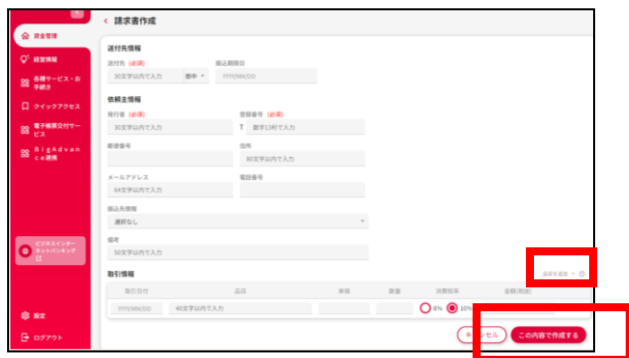 請求書作成
資金管理
経営情報
各種サービス・お
手続き
クイックアクセス
電子帳票交付サー
ビス
BigAdvan
ce連携
ビジネスインター
ネットバンキング
設定
ログアウト
送付先情報
送付先 (必須) 振込期限日
30文字以内で入力 御中 YYYY/MM/DD
依頼主情報
発行者 (必須) 登録番号 (必須)
30文字以内で入力 T 数字13桁で入力
郵便番号 住所
80文字以内で入力
メールアドレス 電話番号
64文字以内で入力
振込先情報
選択なし
備考
50文字以内で入力
取引情報
品目を追加
取引日付 品目 単価 数量 消費税率 金額(税抜)
YYYY/MM/DD 40文字以内で入力 8% 10%
キャンセル この内容で作成する